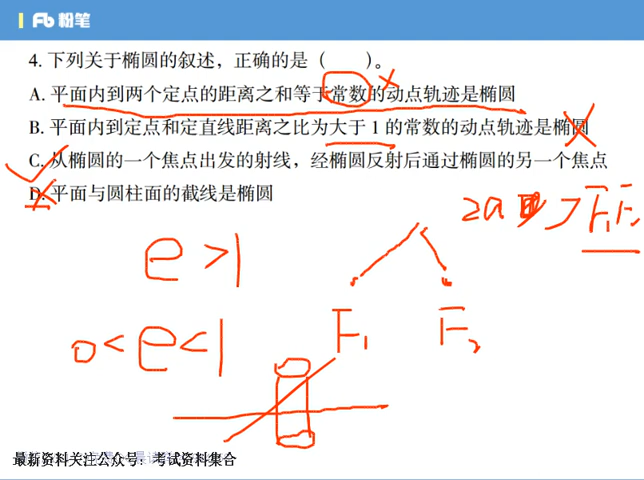 粉笔
4. 下列关于椭圆的叙述，正确的是（　　）。
A. 平面内到两个定点的距离之和等于常数的动点轨迹是椭圆
B. 平面内到定点和定直线距离之比为大于 1 的常数的动点轨迹是椭圆
C. 从椭圆的一个焦点出发的射线，经椭圆反射后通过椭圆的另一个焦点
D. 平面与圆柱面的截线是椭圆
2a > F₁F₂
e > 1
F₁ F₂
0 < e < 1
最新资料关注公众号：考试资料集合